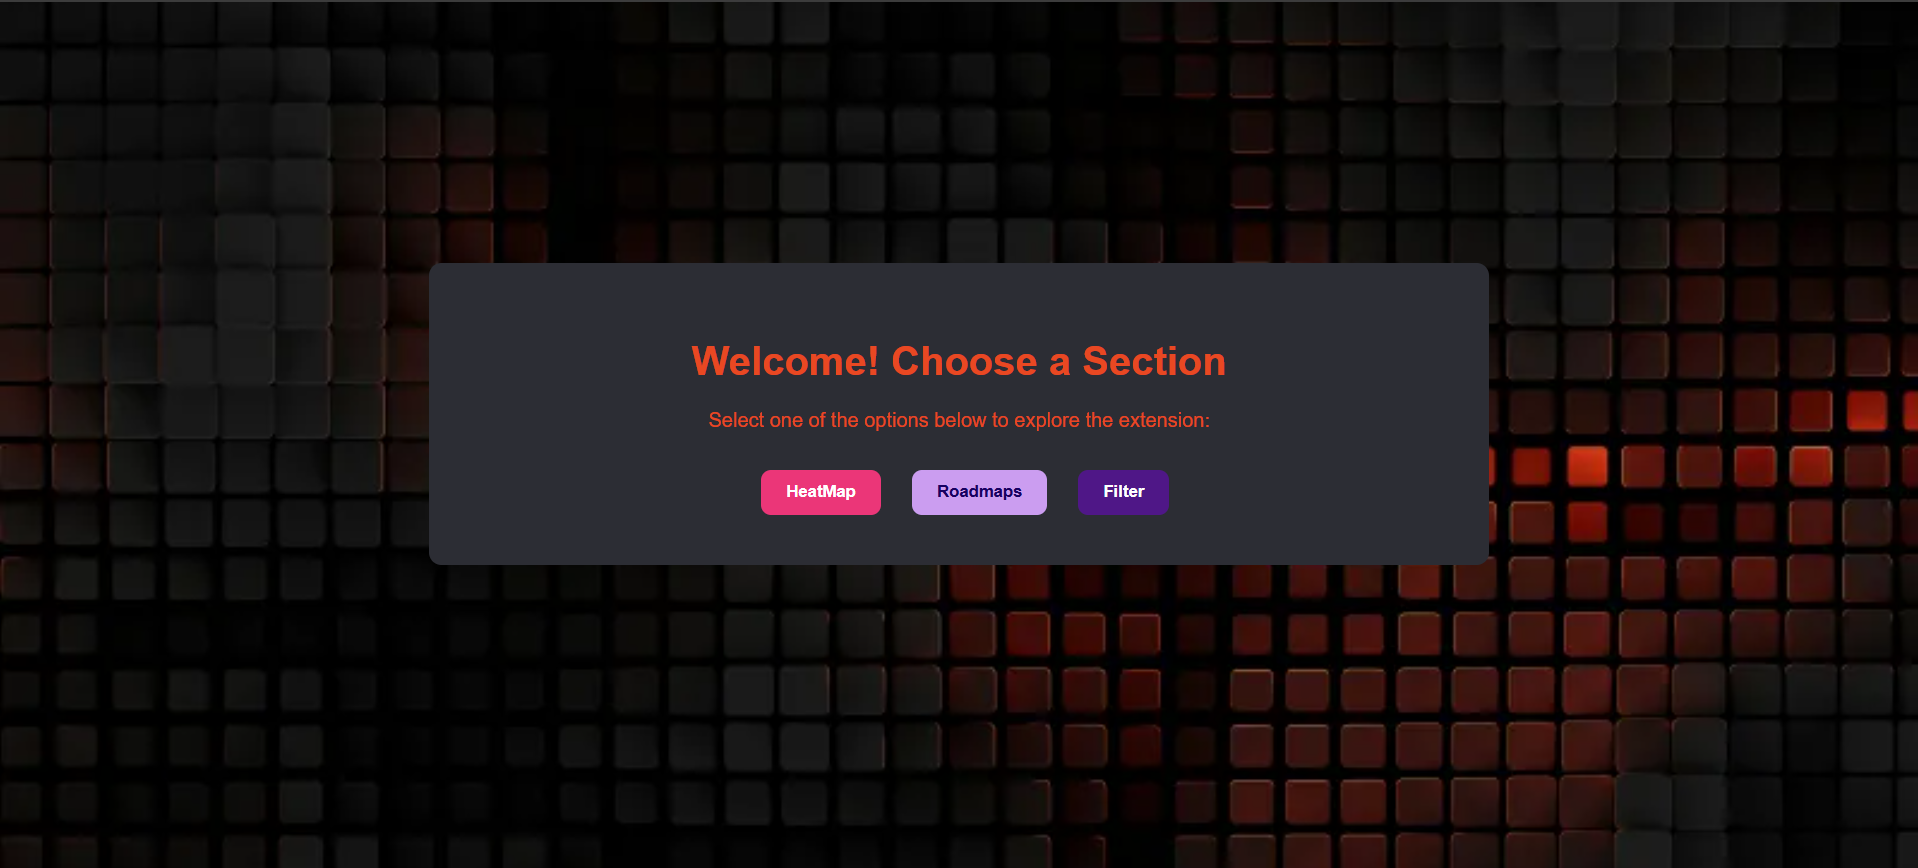 Welcome! Choose a Section
Select one of the options below to explore the extension:
HeatMap Roadmaps Filter